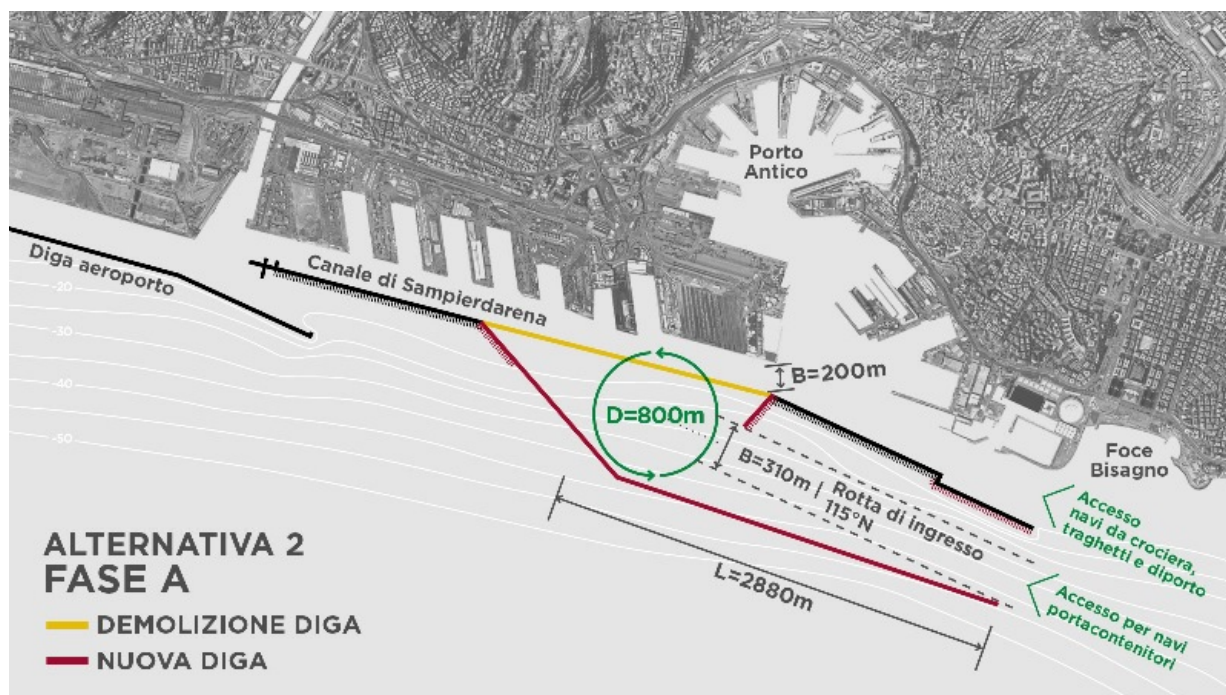 Porto
Antico
Diga aeroporto
Canale di Sampierdarena
-20
-30
-40
-50
B=200m
D=800m
B=310m / Rotta di ingresso
115°N
L=2880m
Foce
Bisagno
Accesso
navi da crociera,
traghetti e diporto
Accesso per navi
portacontenitori
ALTERNATIVA 2
FASE A
DEMOLIZIONE DIGA
NUOVA DIGA